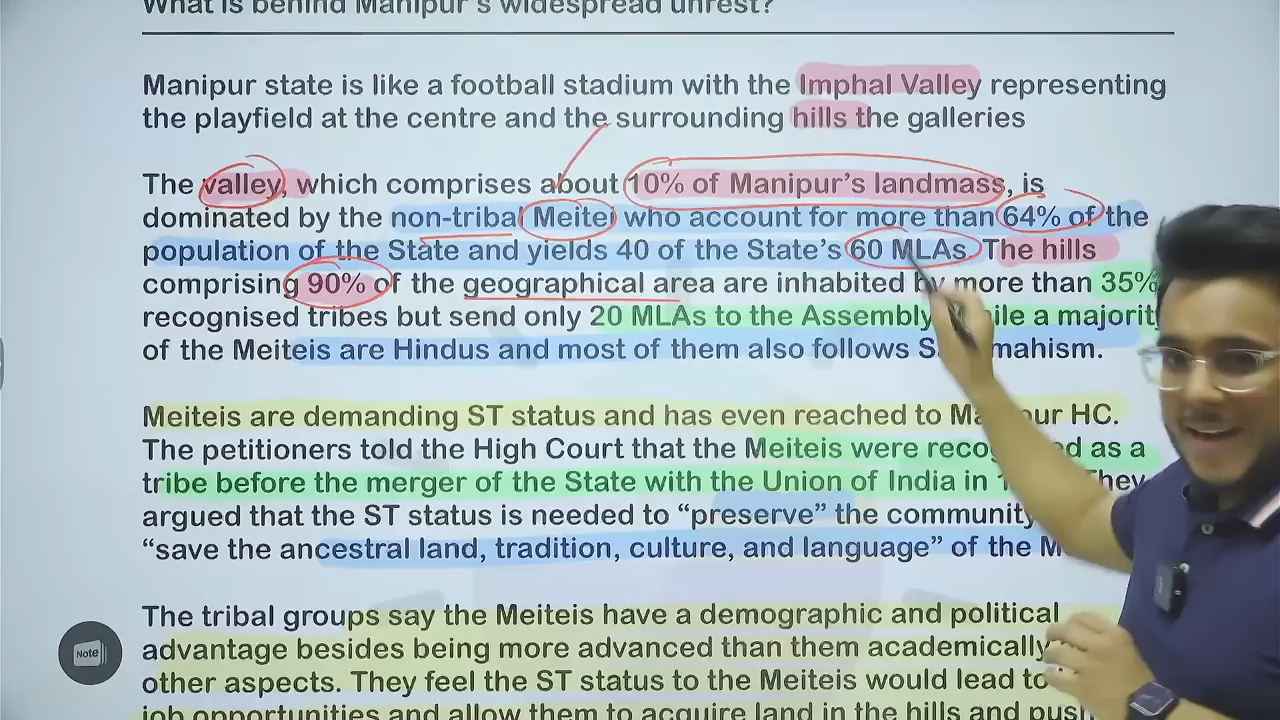 What is behind Manipur's widespread unrest?
Manipur state is like a football stadium with the Imphal Valley representing
the playfield at the centre and the surrounding hills the galleries
The valley, which comprises about 10% of Manipur's landmass, is
dominated by the non-tribal Meitei who account for more than 64% of the
population of the State and yields 40 of the State's 60 MLAs. The hills
comprising 90% of the geographical area are inhabited by more than 35%
recognised tribes but send only 20 MLAs to the Assembly. While a majority
of the Meiteis are Hindus and most of them also follows mahism.
Meiteis are demanding ST status and has even reached to Manipur HC.
The petitioners told the High Court that the Meiteis were recognised as a
tribe before the merger of the State with the Union of India in They
argued that the ST status is needed to “preserve” the community
“save the ancestral land, tradition, culture, and language” of the
The tribal groups say the Meiteis have a demographic and political
advantage besides being more advanced than them academically
other aspects. They feel the ST status to the Meiteis would lead to
job opportunities and allow them to acquire land in the hills and push
Note